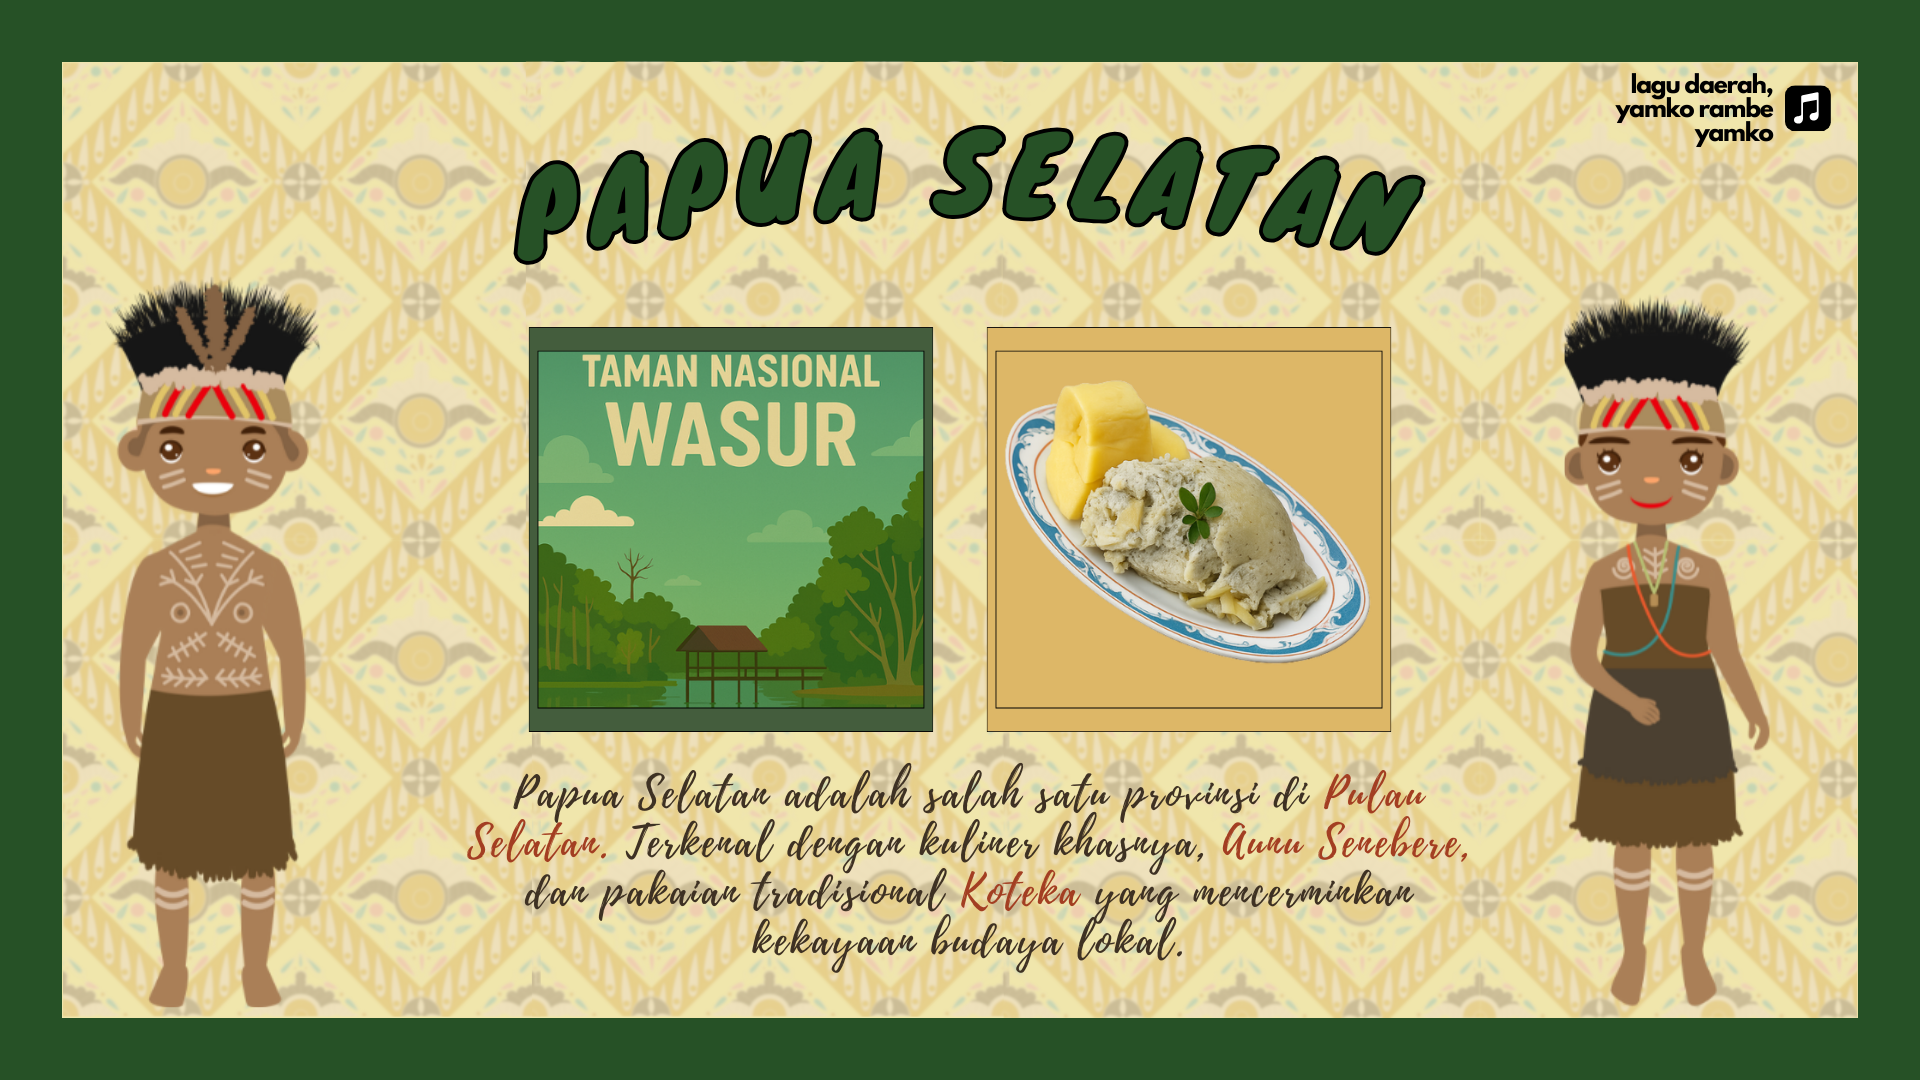 lagu daerah,
yamko rambe
yamko
PAPUA SELATAN
TAMAN NASIONAL
WASUR
Papua Selatan adalah salah satu provinsi di Pulau
Selatan. Terkenal dengan kuliner khasnya, Aunu Senebere,
dan pakaian tradisional Koteka yang mencerminkan
kekayaan budaya lokal.